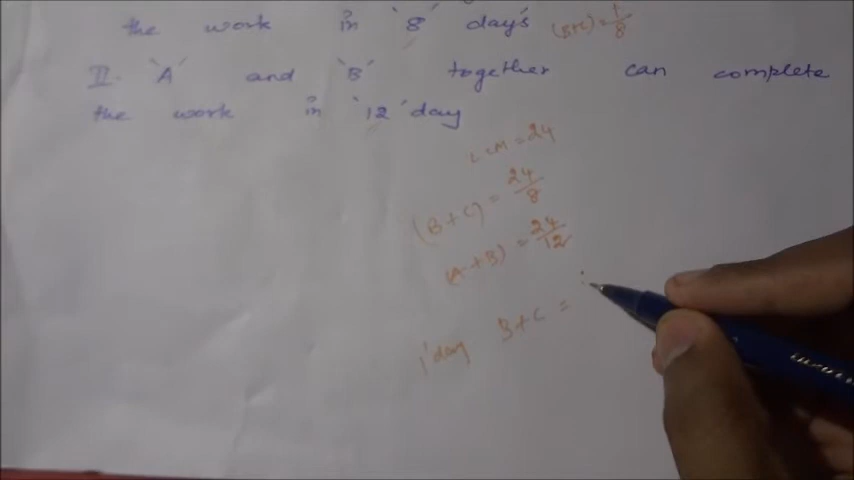 the work in '8' day's (B+C)=1/8
II. 'A' and 'B' together can complete
the work in '12' day
LCM=24
(B+C)=24/8
(A+B)=24/12
1 day B+C =